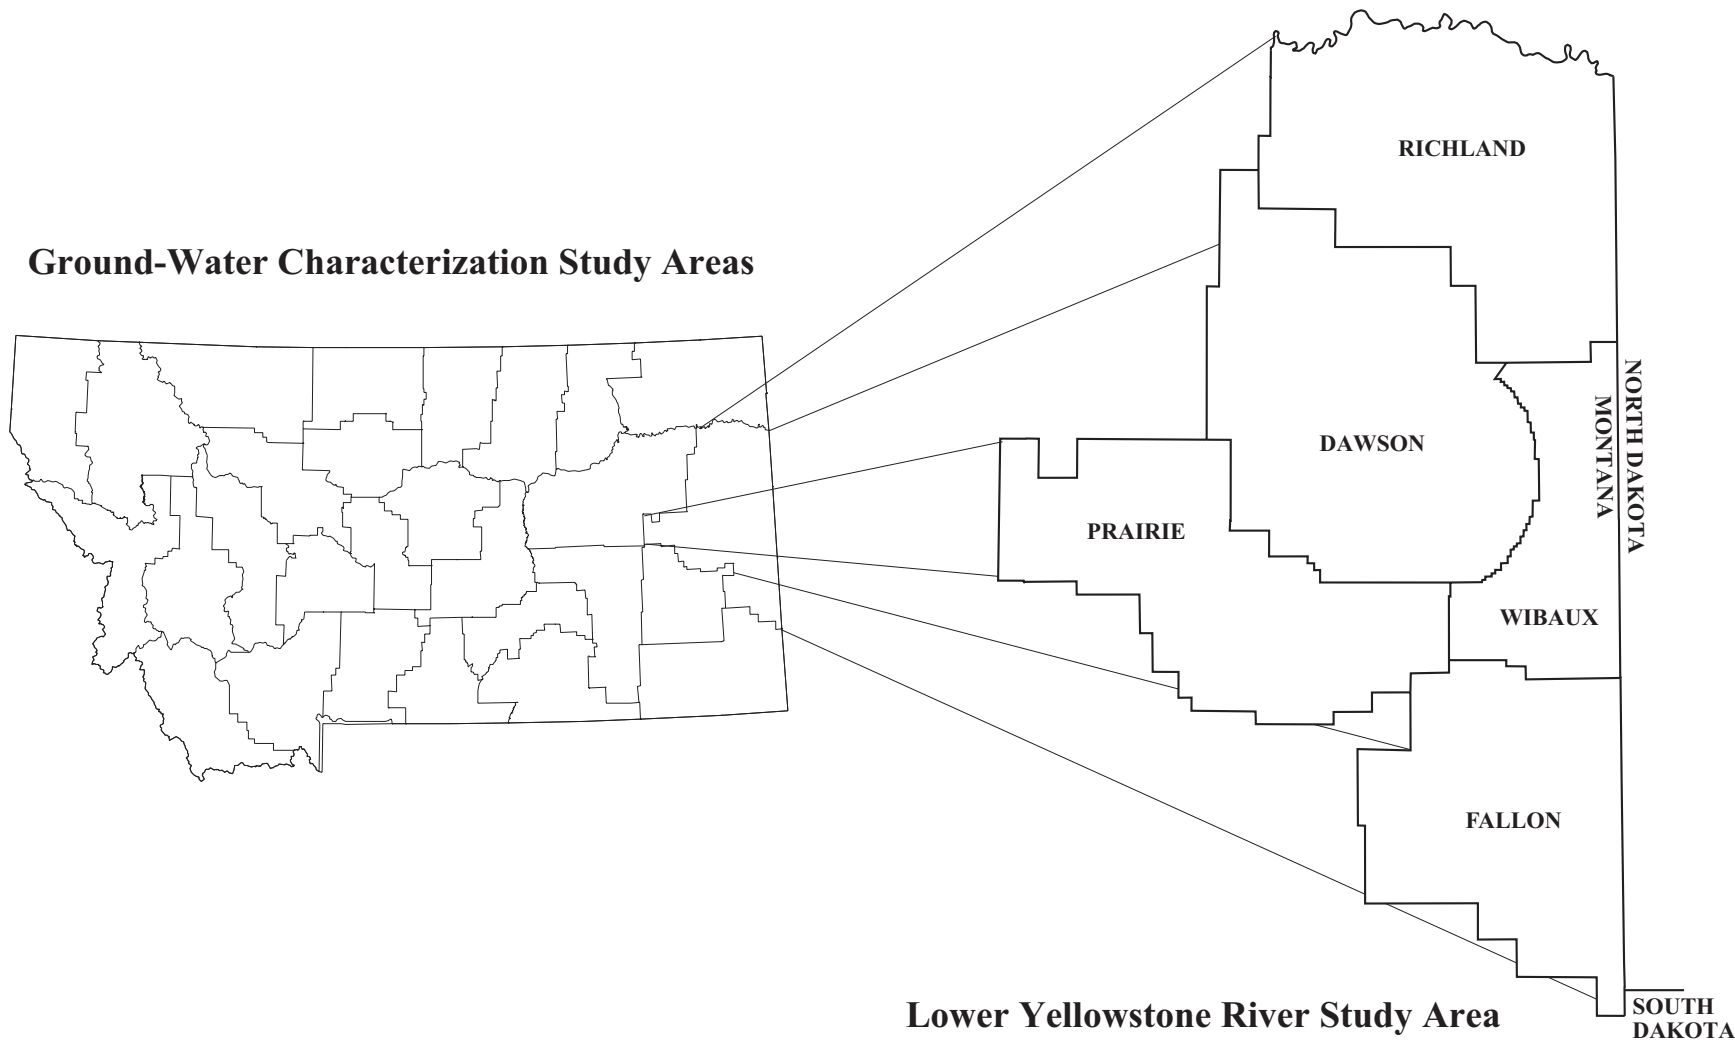 Ground-Water Characterization Study Areas
RICHLAND
DAWSON
PRAIRIE
WIBAUX
FALLON
MONTANA
NORTH DAKOTA
SOUTH
DAKOTA
Lower Yellowstone River Study Area